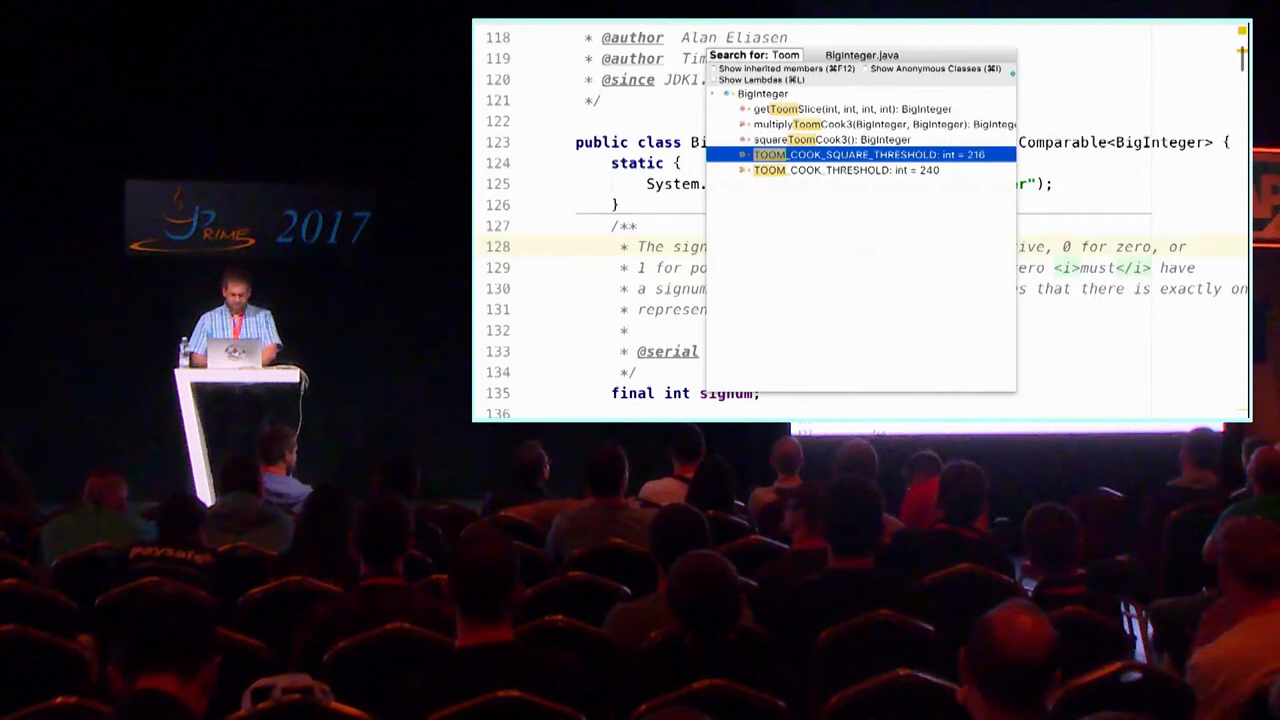 118 * @author Alan Eliasen
119 * @author Tim
120 * @since JDK1.
121 */
122
123 public class Bi Comparable<BigInteger> {
124 static {
125 System. r");
126 }
127 /**
128 * The sign ive, 0 for zero, or
129 * 1 for po ero <i>must</i> have
130 * a signum s that there is exactly on
131 * represen
132 *
133 * @serial
134 */
135 final int signum;
136
Search for: Toom BigInteger.java
Show inherited members (⌘F12) Show Anonymous Classes (⌘I)
Show Lambdas (⌘L)
BigInteger
getToomSlice(int, int, int, int): BigInteger
multiplyToomCook3(BigInteger, BigInteger): BigInteg
squareToomCook3(): BigInteger
TOOM_COOK_SQUARE_THRESHOLD: int = 216
TOOM_COOK_THRESHOLD: int = 240
JPRIME 2017
paysafe